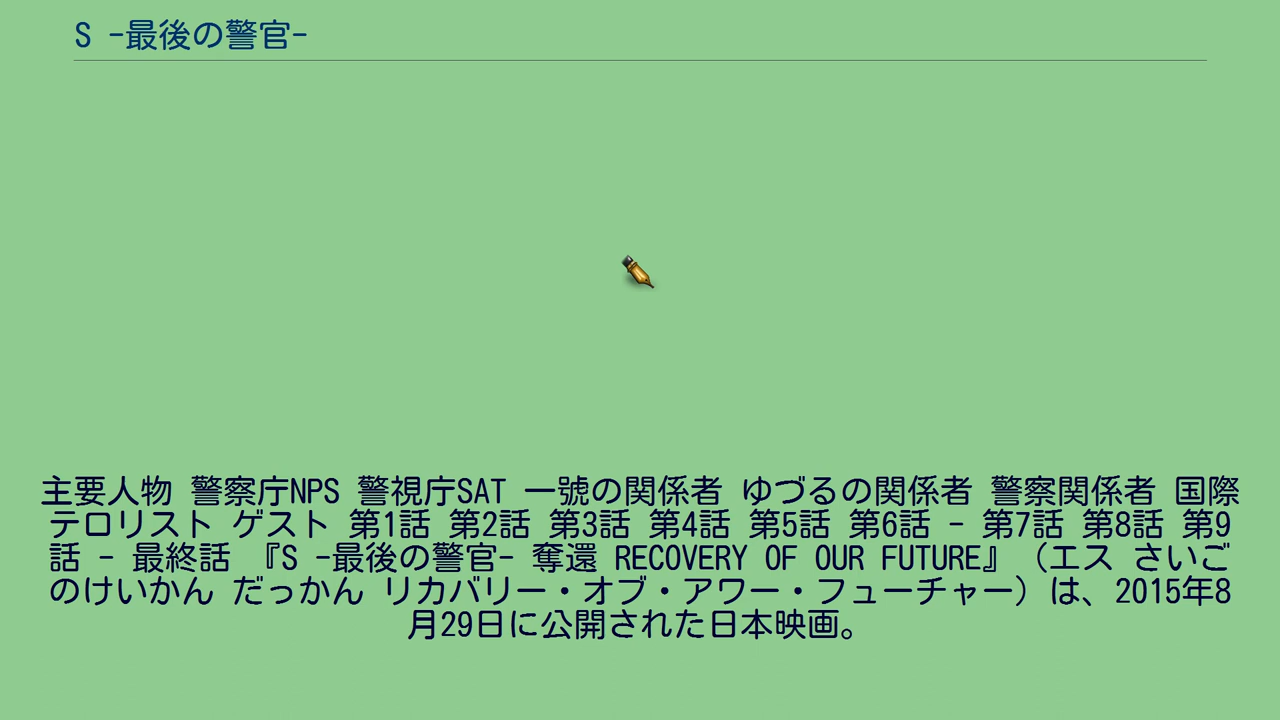 S -最後の警官-
主要人物 警察庁NPS 警視庁SAT 一號の関係者 ゆづるの関係者 警察関係者 国際
テロリスト ゲスト 第1話 第2話 第3話 第4話 第5話 第6話 - 第7話 第8話 第9
話 - 最終話 『S -最後の警官- 奪還 RECOVERY OF OUR FUTURE』（エス さいご
のけいかん だっかん リカバリー・オブ・アワー・フューチャー）は、2015年8
月29日に公開された日本映画。